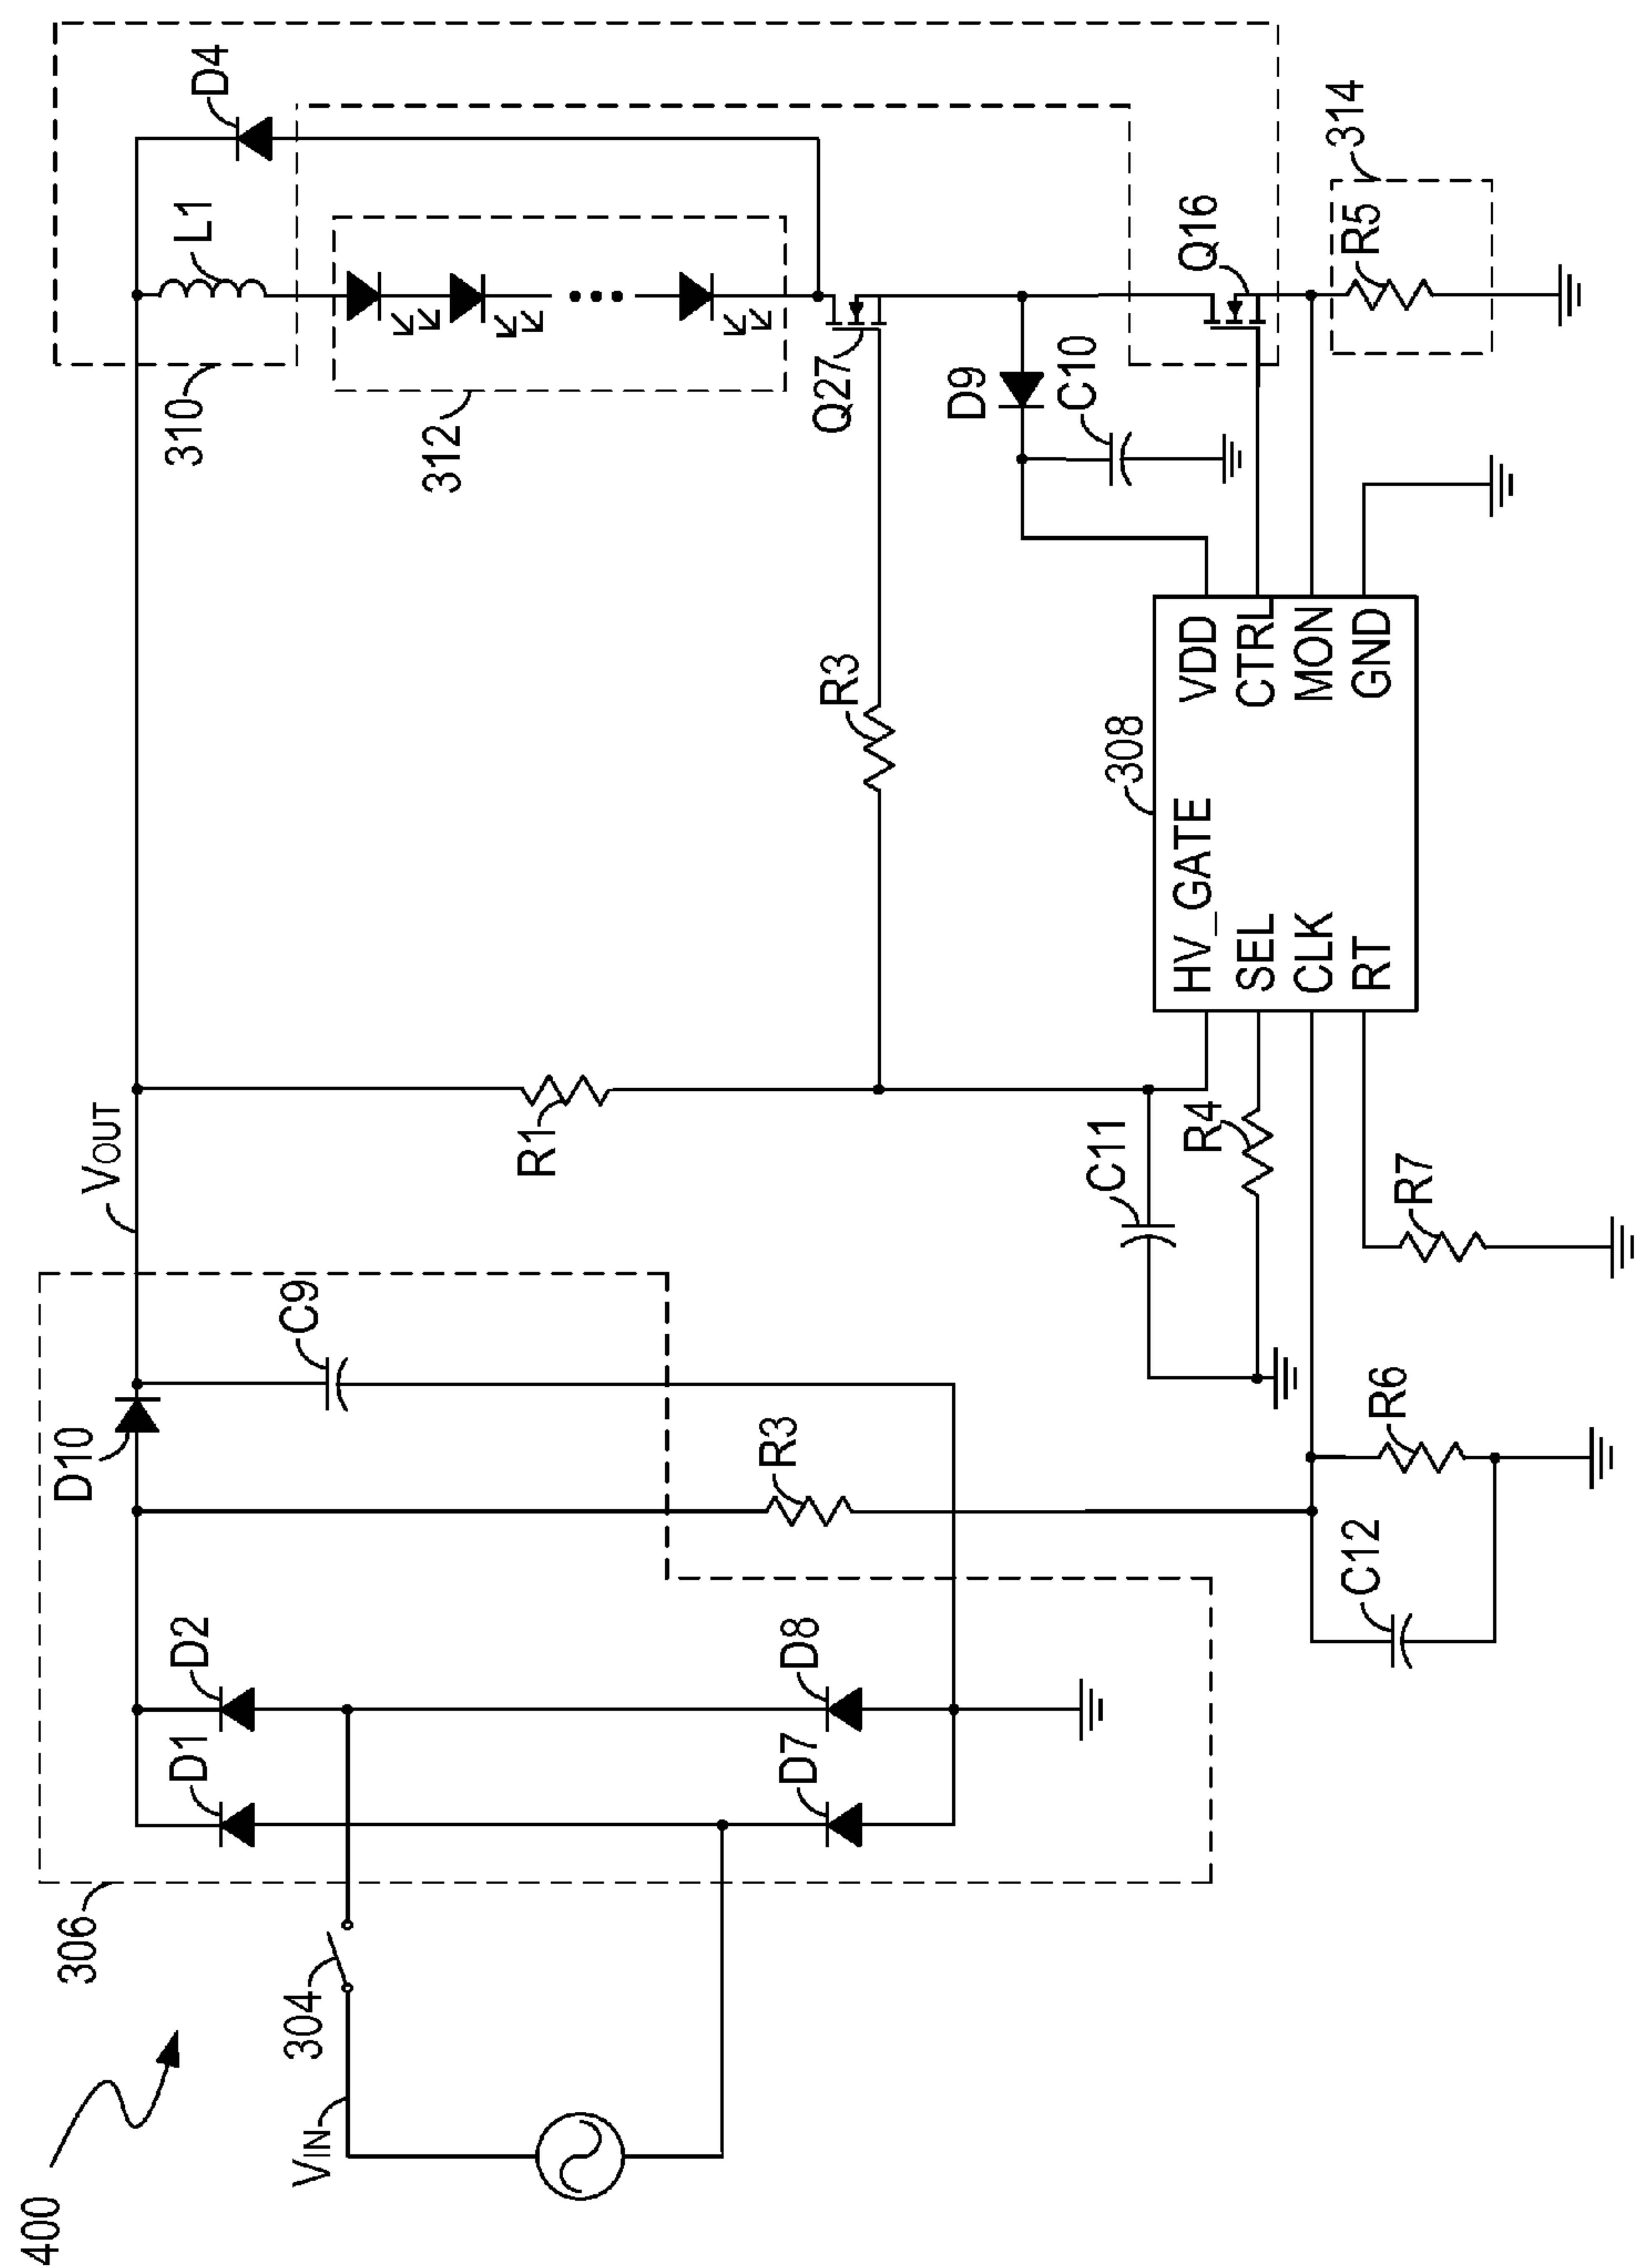 400
VIN
304
306
D1
D2
D7
D8
D10
C9
R3
C12
R6
VOUT
R1
C11
R4
R7
R3
308
HV_GATE
SEL
CLK
RT
VDD
CTRL
MON
GND
310
L1
D4
312
Q27
D9
C10
Q16
314
R5